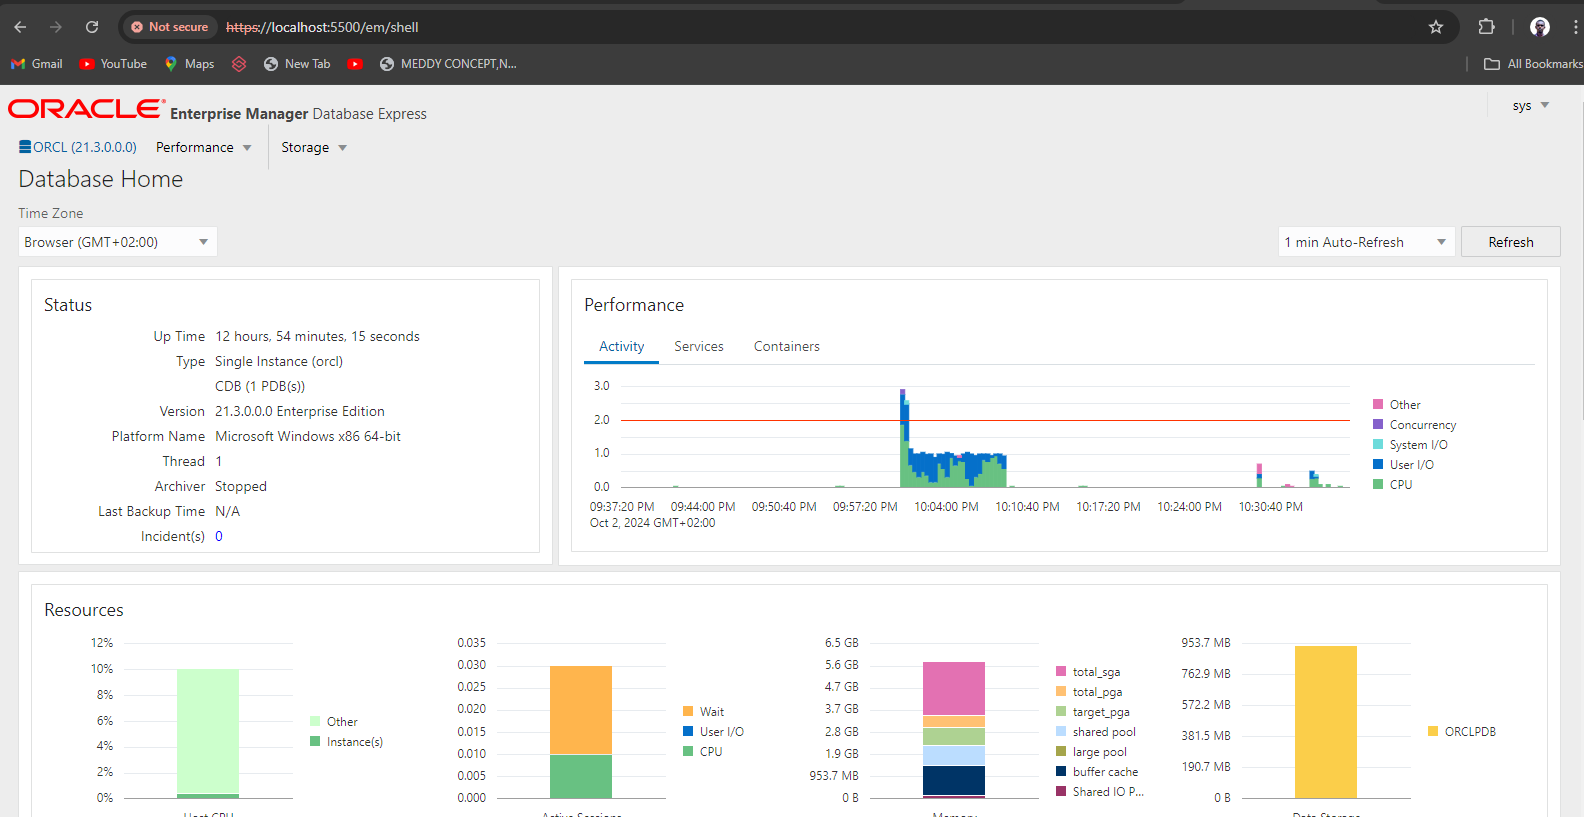 Not secure https://localhost:5500/em/shell
Gmail YouTube Maps New Tab MEDDY CONCEPT,N... All Bookmarks
ORACLE Enterprise Manager Database Express sys
ORCL (21.3.0.0.0) Performance Storage
Database Home
Time Zone
Browser (GMT+02:00) 1 min Auto-Refresh Refresh
Status
Up Time 12 hours, 54 minutes, 15 seconds
Type Single Instance (orcl)
CDB (1 PDB(s))
Version 21.3.0.0.0 Enterprise Edition
Platform Name Microsoft Windows x86 64-bit
Thread 1
Archiver Stopped
Last Backup Time N/A
Incident(s) 0
Performance
Activity Services Containers
3.0
2.0
1.0
0.0
09:37:20 PM 09:44:00 PM 09:50:40 PM 09:57:20 PM 10:04:00 PM 10:10:40 PM 10:17:20 PM 10:24:00 PM 10:30:40 PM
Oct 2, 2024 GMT+02:00
Other
Concurrency
System I/O
User I/O
CPU
Resources
12%
10%
8%
6%
4%
2%
0%
Other
Instance(s)
Host CPU
0.035
0.030
0.025
0.020
0.015
0.010
0.005
0.000
Wait
User I/O
CPU
Active Sessions
6.5 GB
5.6 GB
4.7 GB
3.7 GB
2.8 GB
1.9 GB
953.7 MB
0 B
total_sga
total_pga
target_pga
shared pool
large pool
buffer cache
Shared IO P...
Memory
953.7 MB
762.9 MB
572.2 MB
381.5 MB
190.7 MB
0 B
ORCLPDB
Data Storage